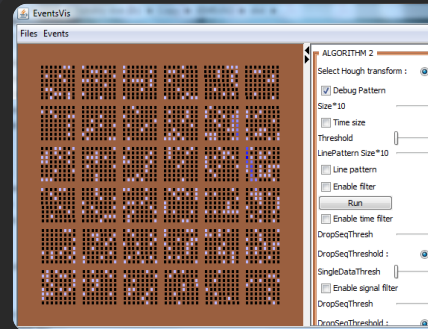 EventsVis
Files Events
ALGORITHM 2
Select Hough transform :
Debug Pattern
Size*10
Time size
Threshold
LinePattern Size*10
Line pattern
Enable filter
Run
Enable time filter
DropSeqThresh
DropSeqThreshold :
SingleDataThresh
Enable signal filter
DropSeqThresh
DropSeqThreshold :